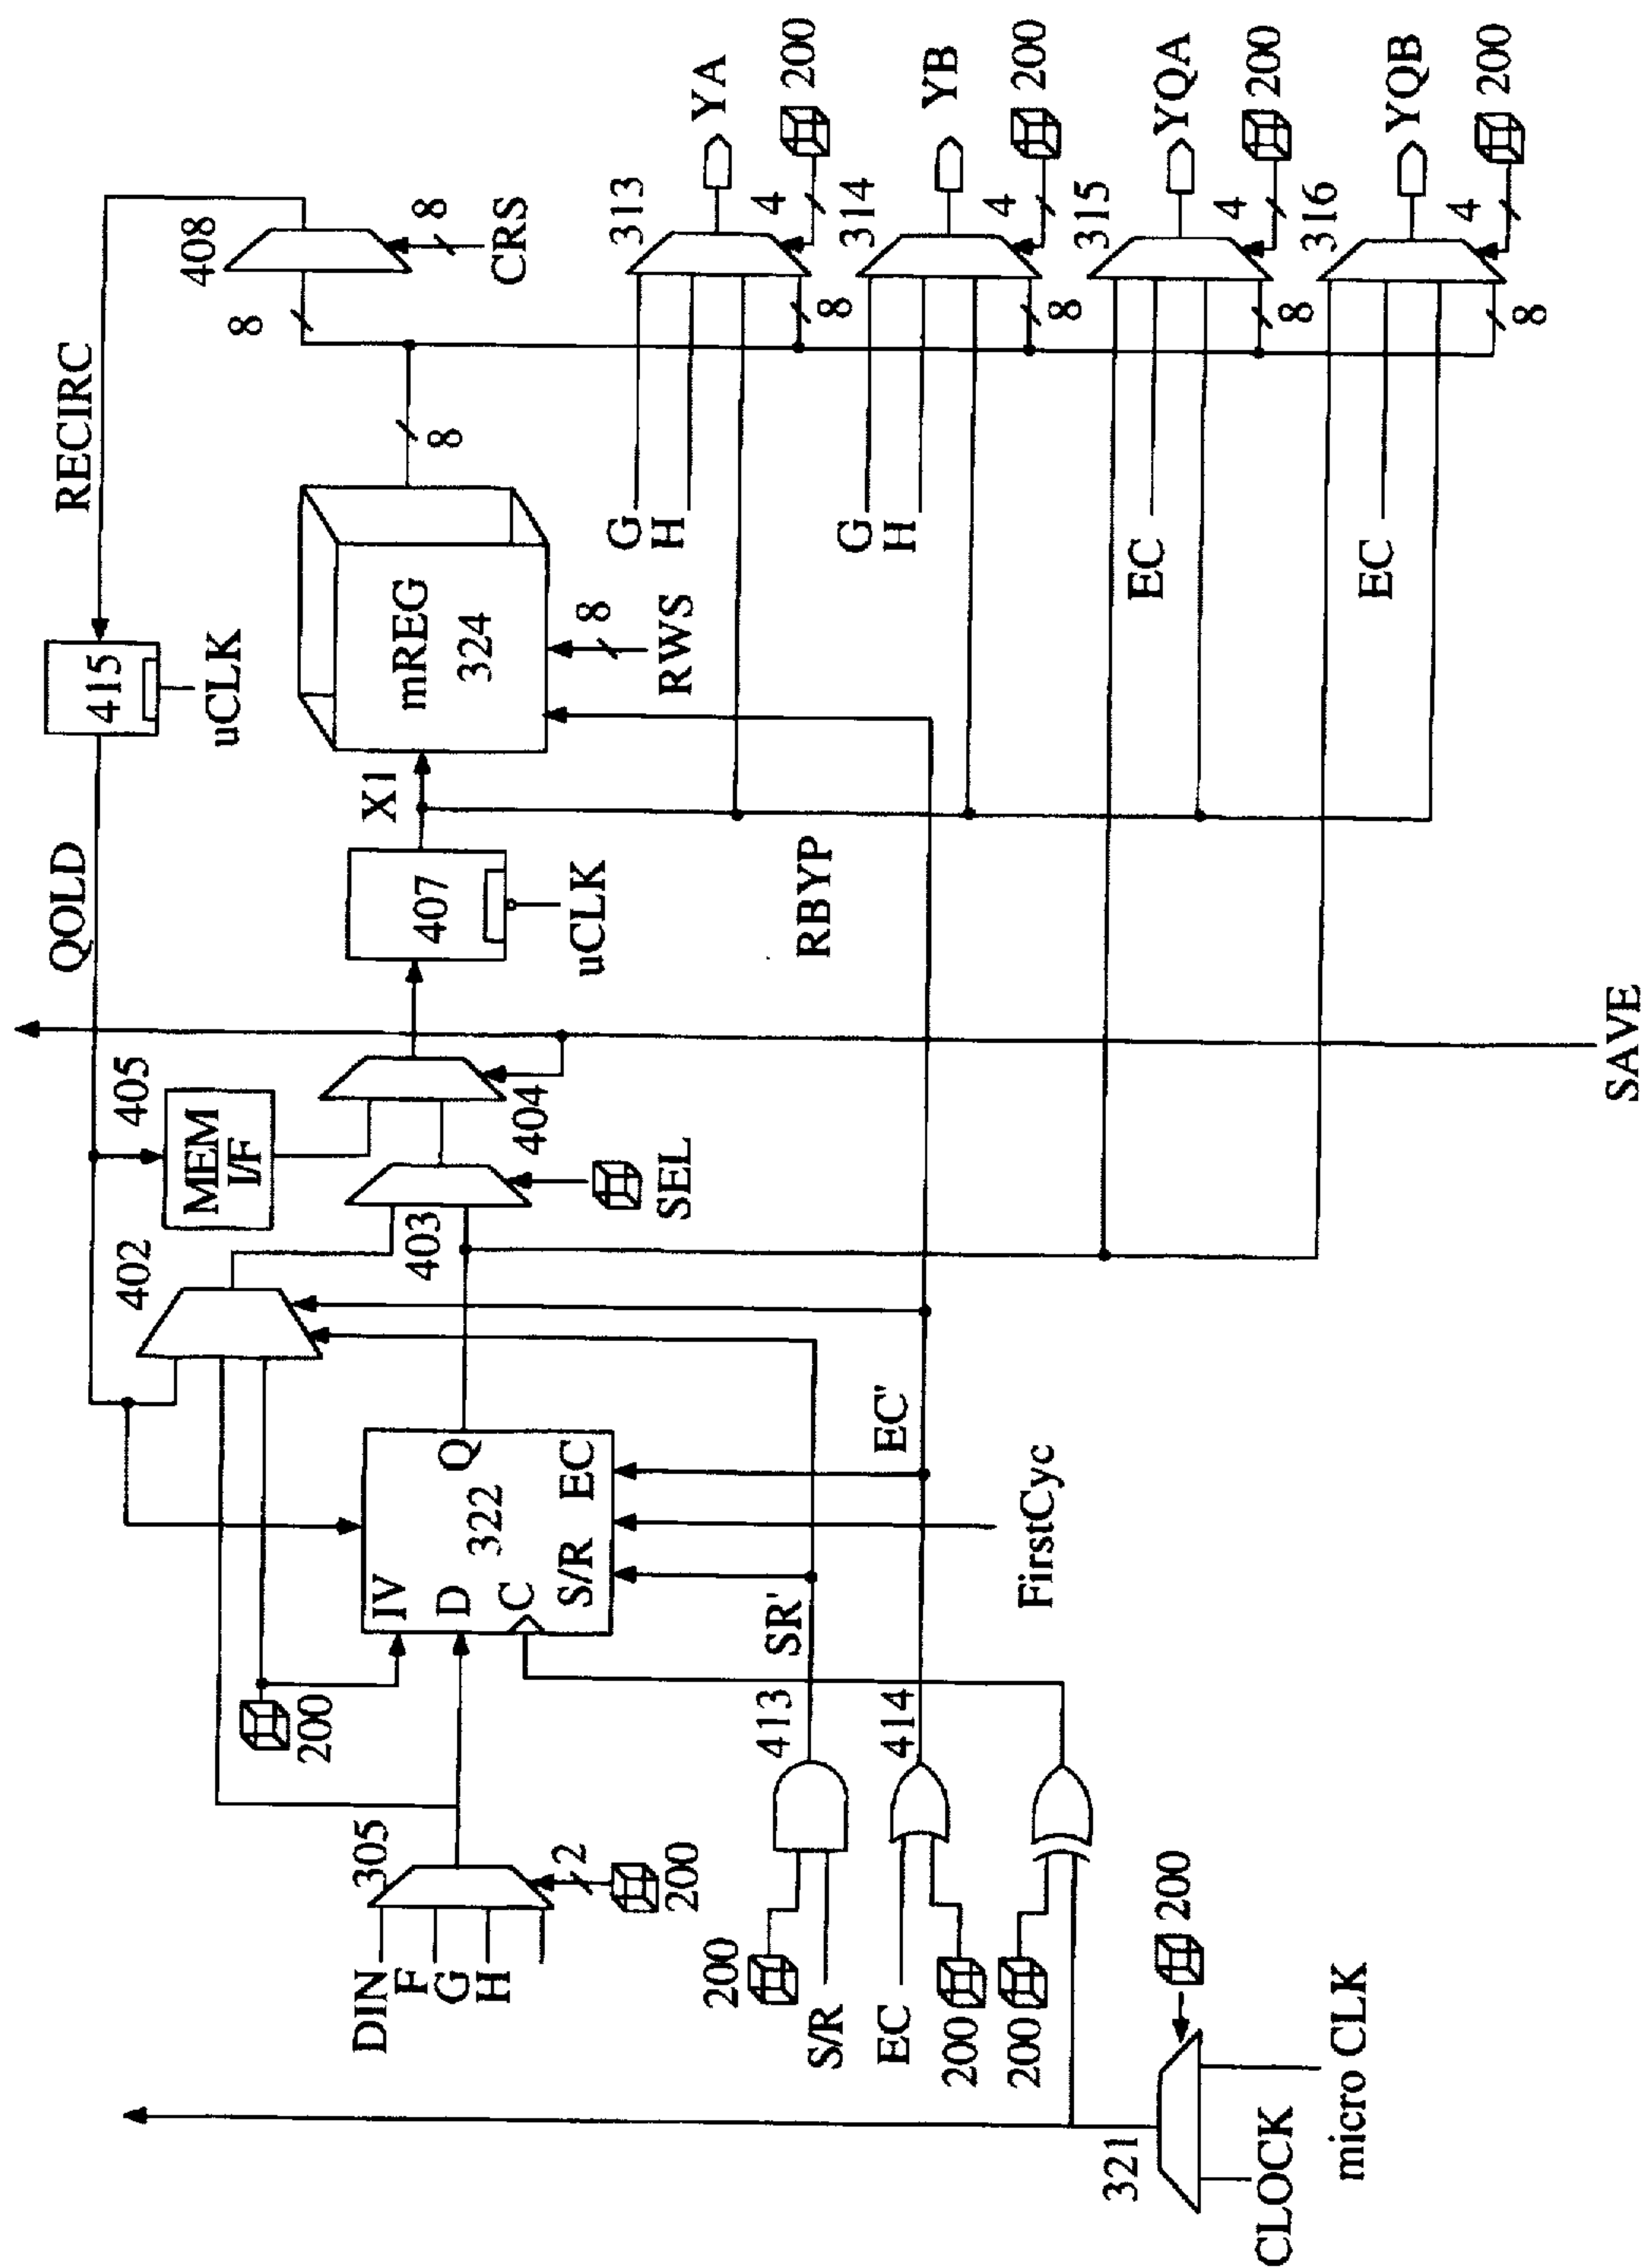 RECIRC
QOLD
408
8
8
CRS
415
uCLK
405
MEM
I/F
402
403
404
SEL
407
uCLK
X1
mREG
324
8
8
RWS
RBYP
SAVE
305
DIN
F
G
H
2
200
200
IV
D
C
Q
322
S/R
EC
SR'
EC'
FirstCyc
413
414
200
S/R
EC
200
200
321
200
CLOCK
micro CLK
G
H
313
YA
4
200
8
G
H
314
YB
4
200
8
EC
315
YQA
4
200
8
EC
316
YQB
4
200
8